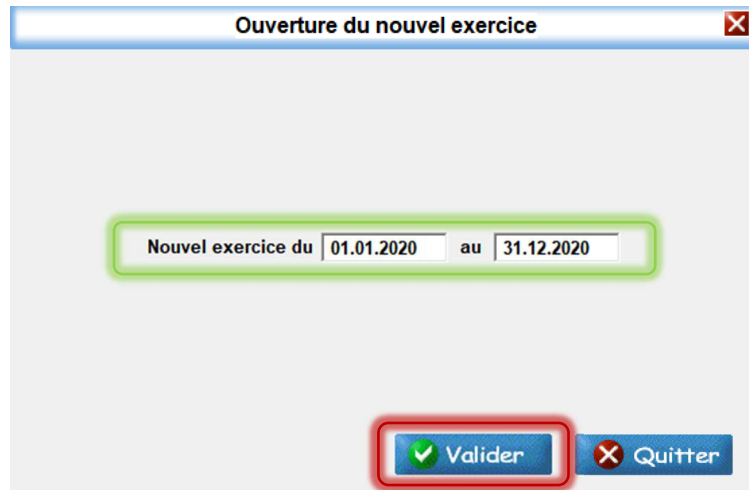 Ouverture du nouvel exercice
Nouvel exercice du 01.01.2020 au 31.12.2020
Valider Quitter